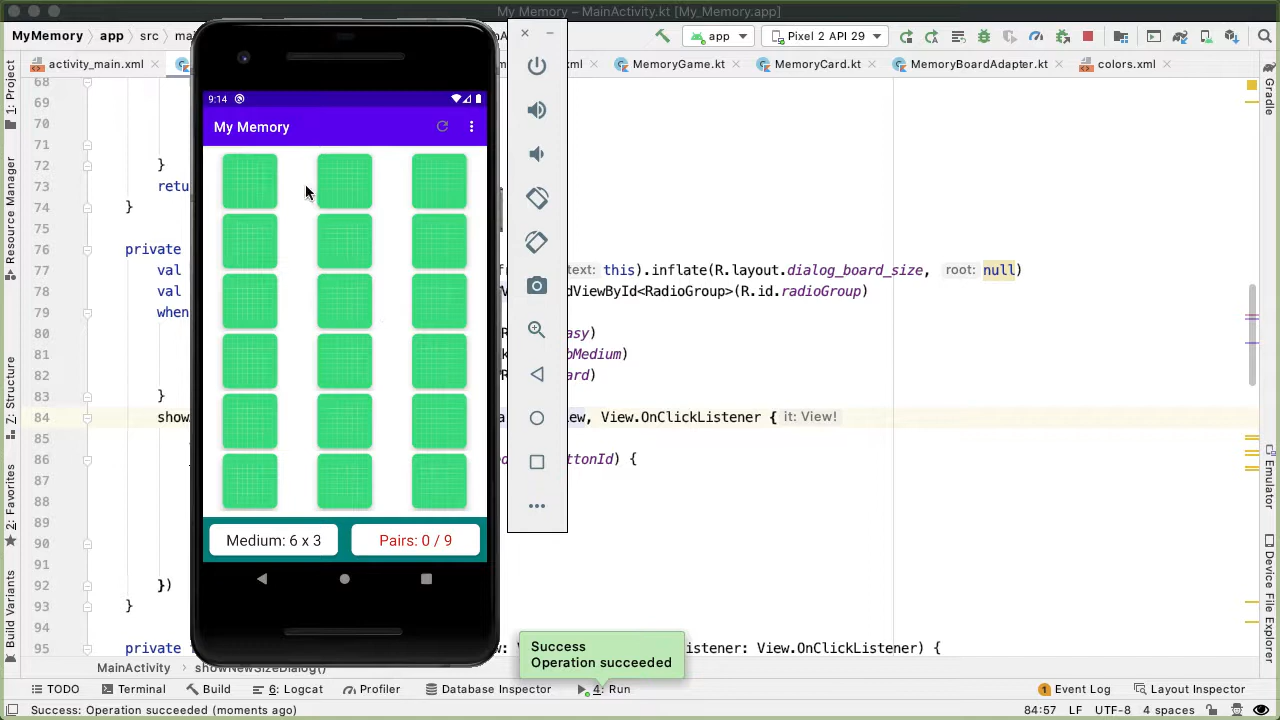 My Memory – MainActivity.kt [My_Memory.app]
MyMemory app src
app
Pixel 2 API 29
activity_main.xml
MemoryGame.kt
MemoryCard.kt
MemoryBoardAdapter.kt
colors.xml
1: Project
Resource Manager
Z: Structure
2: Favorites
Build Variants
Gradle
Emulator
Device File Explorer
68
69
70
71
72 }
73 retu
74 }
75
76 private
77 val text: this).inflate(R.layout.dialog_board_size, root: null)
78 val dViewById<RadioGroup>(R.id.radioGroup)
79 when
80
81
82
83 }
84 show ew, View.OnClickListener { it: View!
85
86 ttonId) {
87
88
89
90
91
92 })
93 }
94
95 private istener: View.OnClickListener) {
9:14
My Memory
Medium: 6 x 3
Pairs: 0 / 9
Success
Operation succeeded
MainActivity
showNewSizeDialog()
TODO
Terminal
Build
6: Logcat
Profiler
Database Inspector
4: Run
1 Event Log
Layout Inspector
Success: Operation succeeded (moments ago)
84:57 LF UTF-8 4 spaces